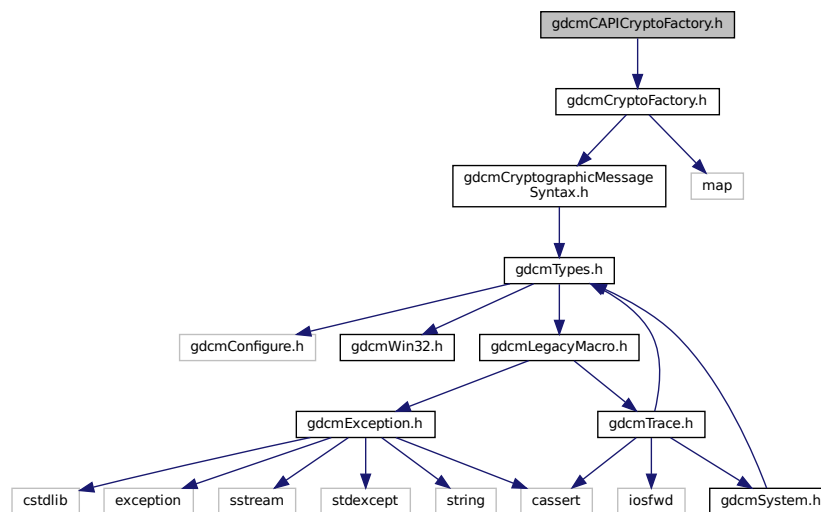 gdcmCAPICryptoFactory.h
gdcmCryptoFactory.h
gdcmCryptographicMessage
Syntax.h
map
gdcmTypes.h
gdcmConfigure.h
gdcmWin32.h
gdcmLegacyMacro.h
gdcmException.h
gdcmTrace.h
cstdlib
exception
sstream
stdexcept
string
cassert
iosfwd
gdcmSystem.h